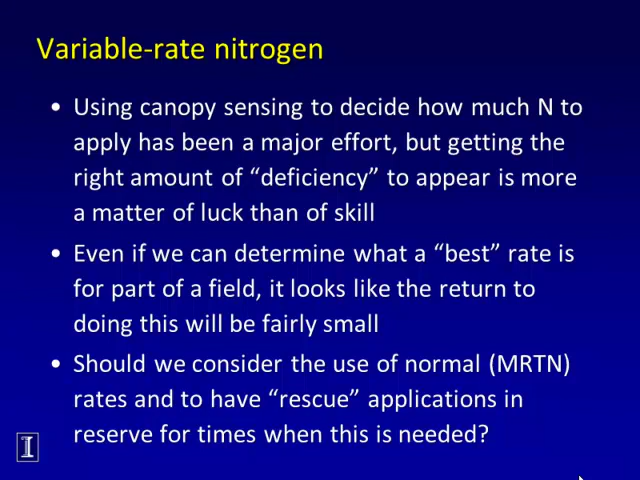 Variable-rate nitrogen
• Using canopy sensing to decide how much N to
apply has been a major effort, but getting the
right amount of “deficiency” to appear is more
a matter of luck than of skill
• Even if we can determine what a “best” rate is
for part of a field, it looks like the return to
doing this will be fairly small
• Should we consider the use of normal (MRTN)
rates and to have “rescue” applications in
reserve for times when this is needed?
I